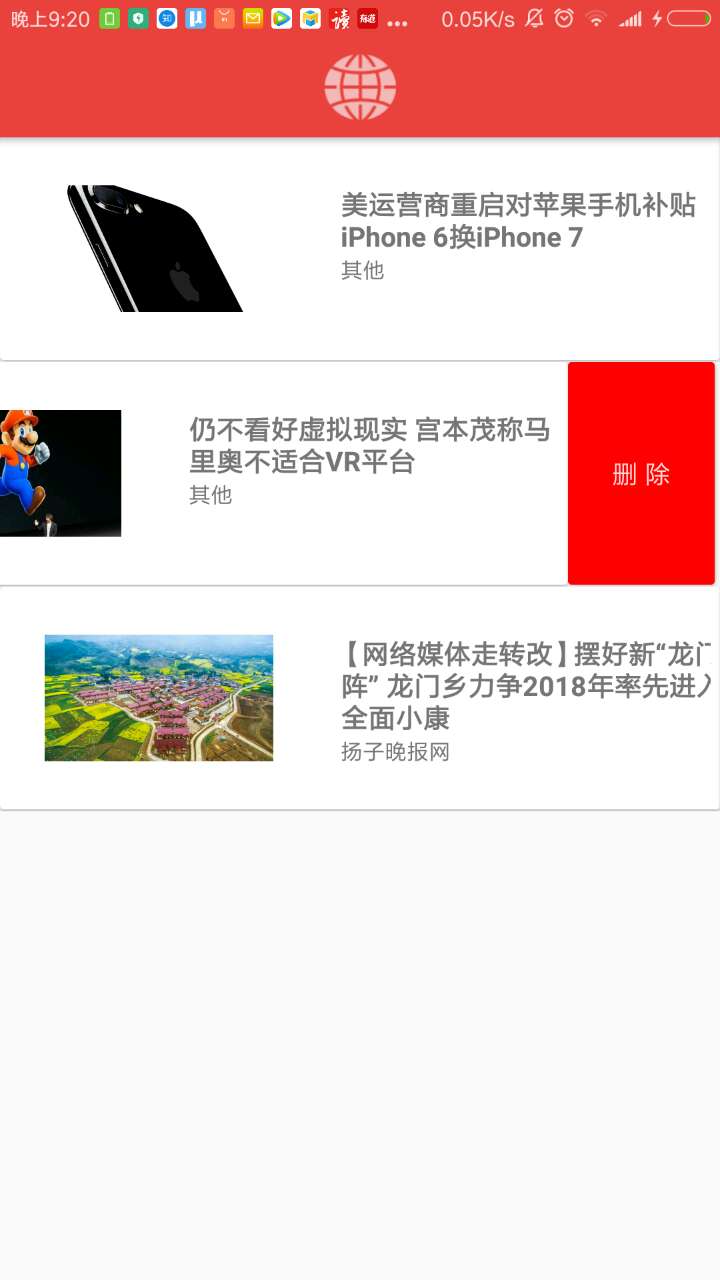 晚上9:20 0.05K/s
美运营商重启对苹果手机补贴
iPhone 6换iPhone 7
其他
仍不看好虚拟现实 宫本茂称马
里奥不适合VR平台
其他
删 除
【网络媒体走转改】摆好新“龙门
阵” 龙门乡力争2018年率先进入
全面小康
扬子晚报网